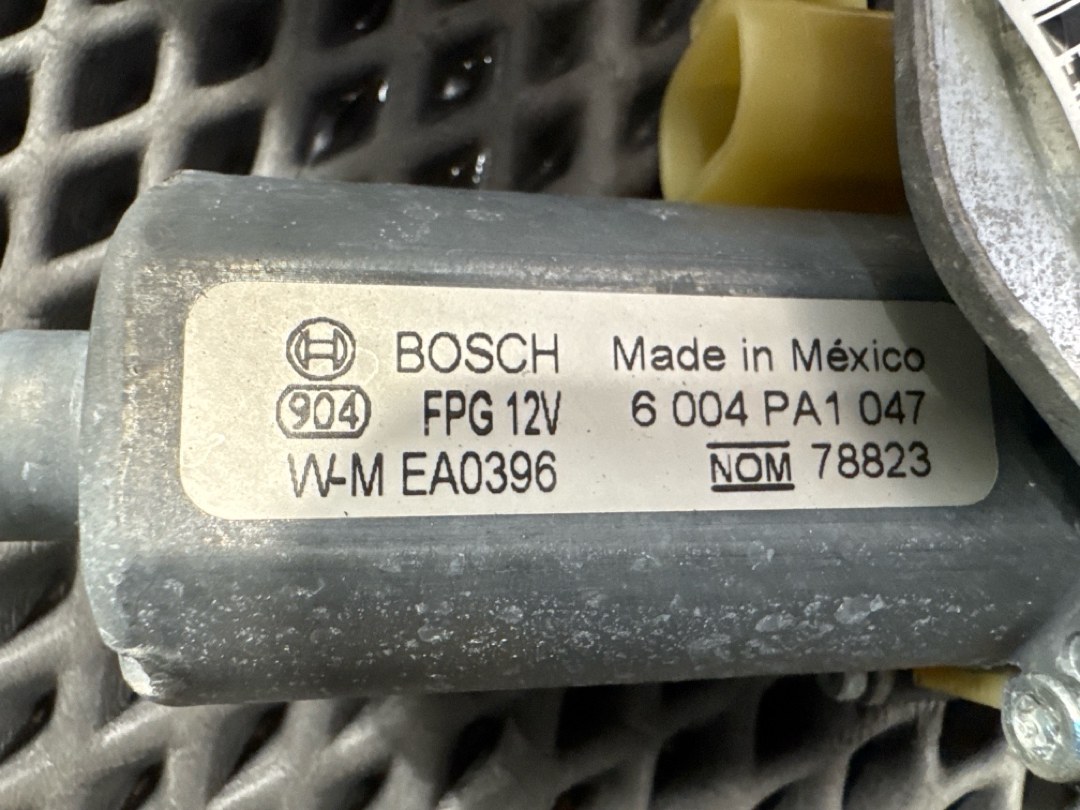 BOSCH Made in México
904 FPG 12V 6 004 PA1 047
W-M EA0396 NOM 78823